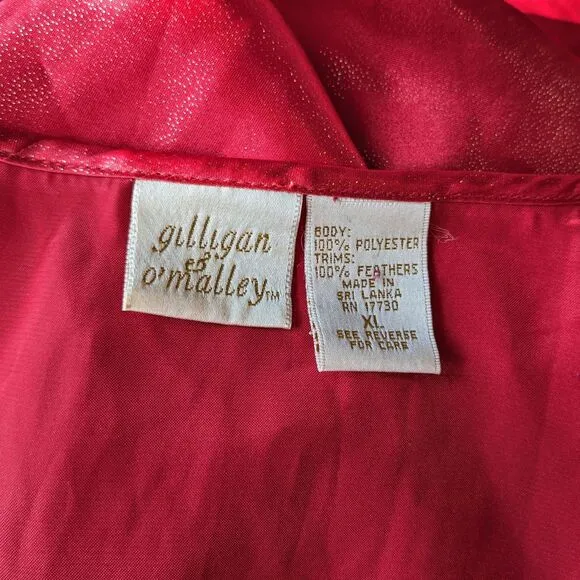 gilligan
&
o'malley™
BODY:
100% POLYESTER
TRIMS:
100% FEATHERS
MADE IN
SRI LANKA
RN 17730
XL
SEE REVERSE
FOR CARE